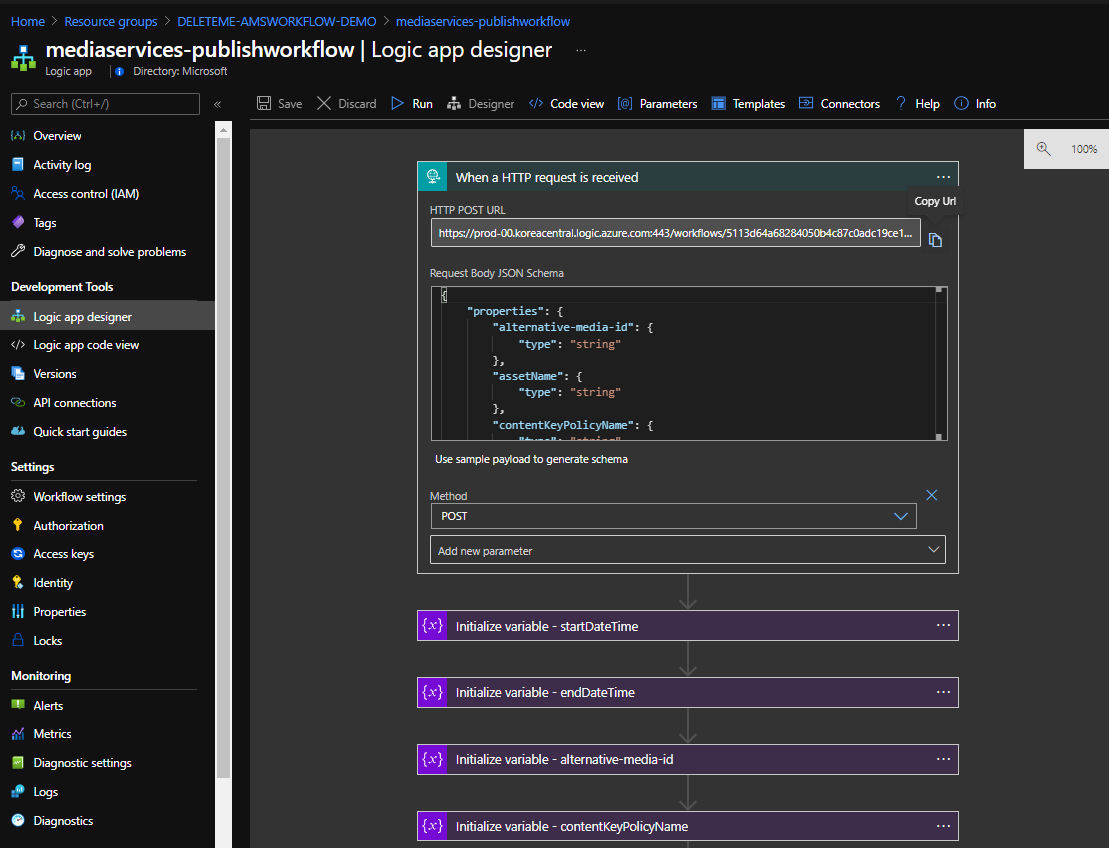 Home > Resource groups > DELETEME-AMSWORKFLOW-DEMO > mediaservices-publishworkflow
mediaservices-publishworkflow | Logic app designer ...
Logic app
Directory: Microsoft
Search (Ctrl+/)
«
Overview
Activity log
Access control (IAM)
Tags
Diagnose and solve problems
Development Tools
Logic app designer
Logic app code view
Versions
API connections
Quick start guides
Settings
Workflow settings
Authorization
Access keys
Identity
Properties
Locks
Monitoring
Alerts
Metrics
Diagnostic settings
Logs
Diagnostics
Save Discard Run Designer Code view Parameters Templates Connectors Help Info
100%
When a HTTP request is received ...
Copy Url
HTTP POST URL
https://prod-00.koreacentral.logic.azure.com:443/workflows/5113d64a68284050b4c87c0adc19ce1...
Request Body JSON Schema
{
"properties": {
"alternative-media-id": {
"type": "string"
},
"assetName": {
"type": "string"
},
"contentKeyPolicyName": {
"type": "string"
Use sample payload to generate schema
Method
POST
Add new parameter
{x} Initialize variable - startDateTime ...
{x} Initialize variable - endDateTime ...
{x} Initialize variable - alternative-media-id ...
{x} Initialize variable - contentKeyPolicyName ...